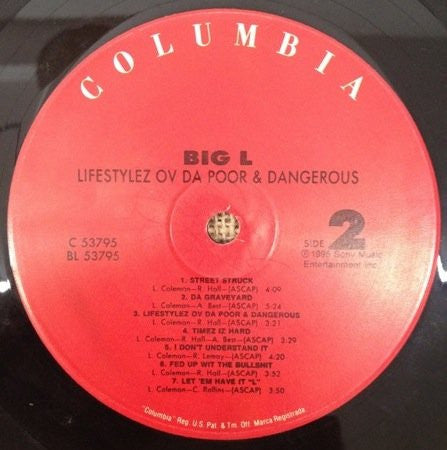 COLUMBIA
BIG L
LIFESTYLEZ OV DA POOR & DANGEROUS
C 53795
BL 53795
SIDE 2
℗ 1995 Sony Music
Entertainment Inc.
1. STREET STRUCK
L. Coleman—R. Hall—(ASCAP) 4:09
2. DA GRAVEYARD
L. Coleman—A. Best—(ASCAP) 5:24
3. LIFESTYLEZ OV DA POOR & DANGEROUS
L. Coleman—R. Hall—(ASCAP) 3:21
4. TIMEZ IZ HARD
L. Coleman—R. Hall—A. Best—(ASCAP) 3:29
5. I DON'T UNDERSTAND IT
L. Coleman—R. Lemay—(ASCAP) 4:20
6. FED UP WIT THE BULLSHIT
L. Coleman—R. Hall—(ASCAP) 3:52
7. LET 'EM HAVE IT "L"
L. Coleman—C. Rollins—(ASCAP) 3:50
"Columbia" Reg. U.S. Pat. & Tm. Off. Marca Registrada.